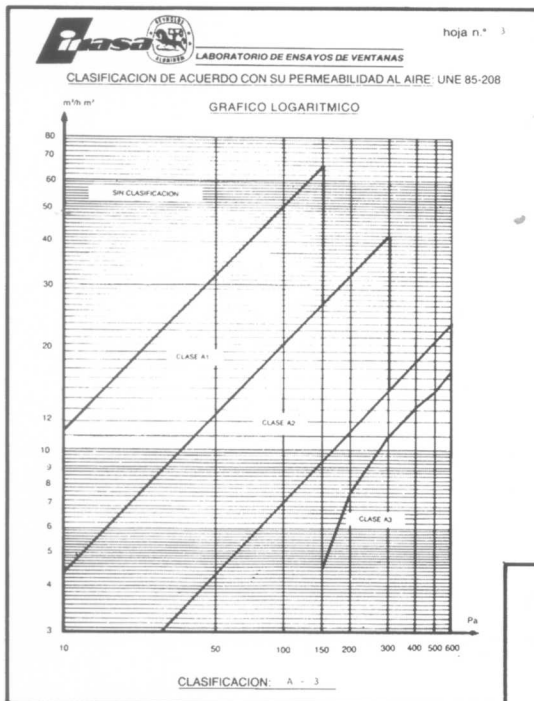 inasa
REYNOLDS
ALUMINUM
hoja n.° 3
LABORATORIO DE ENSAYOS DE VENTANAS
CLASIFICACION DE ACUERDO CON SU PERMEABILIDAD AL AIRE: UNE 85-208
m³/h m²
GRAFICO LOGARITMICO
80
70
60
SIN CLASIFICACION
50
40
30
20
CLASE A1
12
CLASE A2
10
9
8
7
6
CLASE A3
5
4
3
Pa
10 50 100 150 200 300 400 500 600
CLASIFICACION: A - 3